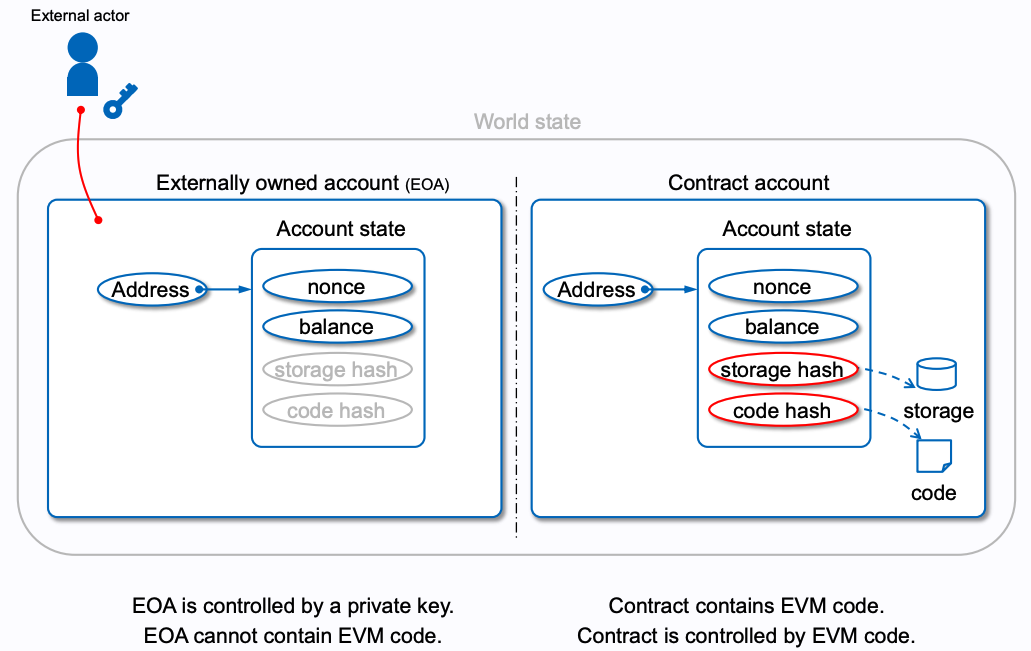 External actor
World state
Externally owned account (EOA)
Account state
Address
nonce
balance
storage hash
code hash
Contract account
Account state
Address
nonce
balance
storage hash
code hash
storage
code
EOA is controlled by a private key.
EOA cannot contain EVM code.
Contract contains EVM code.
Contract is controlled by EVM code.